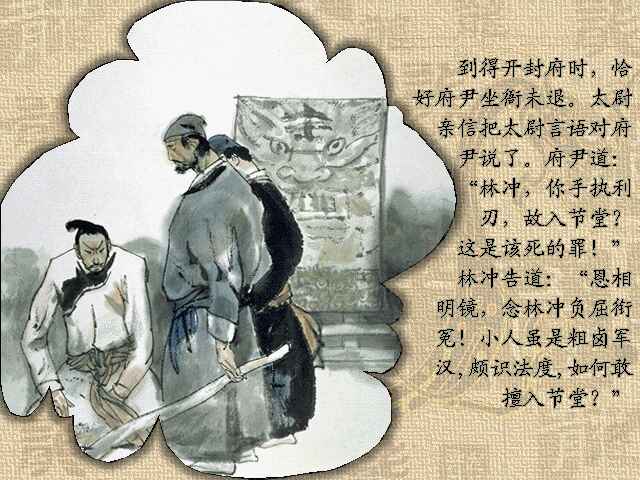 到得开封府时，恰
好府尹坐衙未退。太尉
亲信把太尉言语对府
尹说了。府尹道：
“林冲，你手执利
刃，故入节堂？
这是该死的罪！”
林冲告道：“恩相
明镜，念林冲负屈衔
冤！小人虽是粗卤军
汉,颇识法度,如何敢
擅入节堂？”